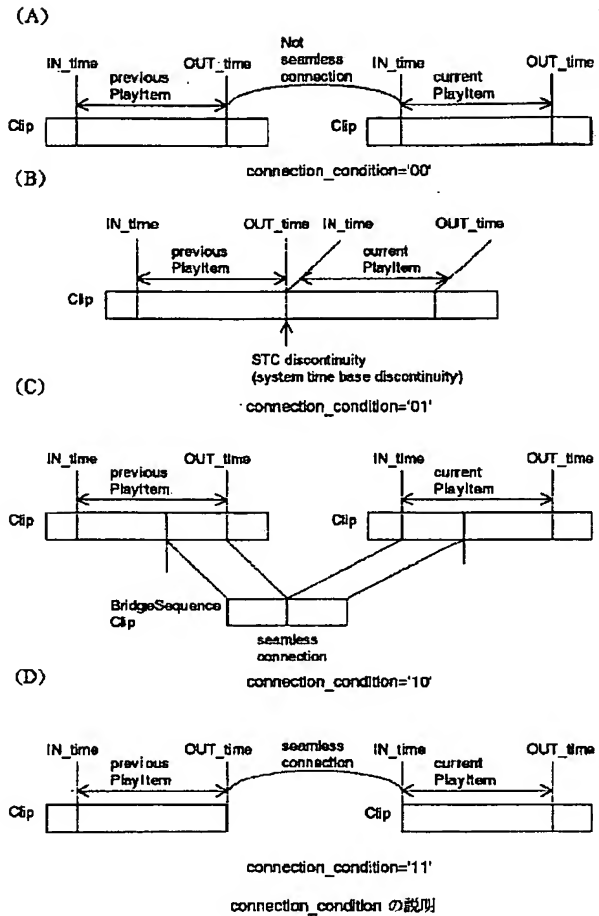 (A)
Not
seamless
connection
IN_time
OUT_time
IN_time
OUT_time
previous
PlayItem
current
PlayItem
Clip
Clip
connection_condition='00'
(B)
IN_time
OUT_time
IN_time
OUT_time
previous
PlayItem
current
PlayItem
Clip
STC discontinuity
(system time base discontinuity)
(C)
connection_condition='01'
IN_time
OUT_time
IN_time
OUT_time
previous
PlayItem
current
PlayItem
Clip
Clip
BridgeSequence
Clip
seamless
connection
(D)
connection_condition='10'
IN_time
OUT_time
seamless
connection
IN_time
OUT_time
previous
PlayItem
current
PlayItem
Clip
Clip
connection_condition='11'
connection_condition の説明